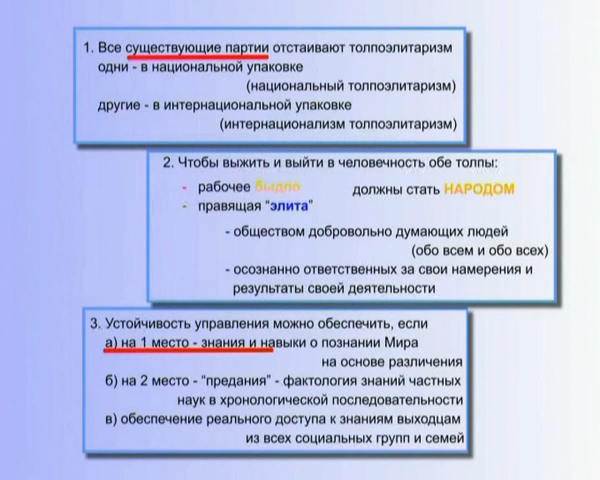 1. Все существующие партии отстаивают толпоэлитаризм
одни - в национальной упаковке
(национальный толпоэлитаризм)
другие - в интернациональной упаковке
(интернационализм толпоэлитаризм)
2. Чтобы выжить и выйти в человечность обе толпы:
- рабочее быдло должны стать НАРОДОМ
- правящая "элита"
- обществом добровольно думающих людей
(обо всем и обо всех)
- осознанно ответственных за свои намерения и
результаты своей деятельности
3. Устойчивость управления можно обеспечить, если
а) на 1 место - знания и навыки о познании Мира
на основе различения
б) на 2 место - "предания" - фактология знаний частных
наук в хронологической последовательности
в) обеспечение реального доступа к знаниям выходцам
из всех социальных групп и семей